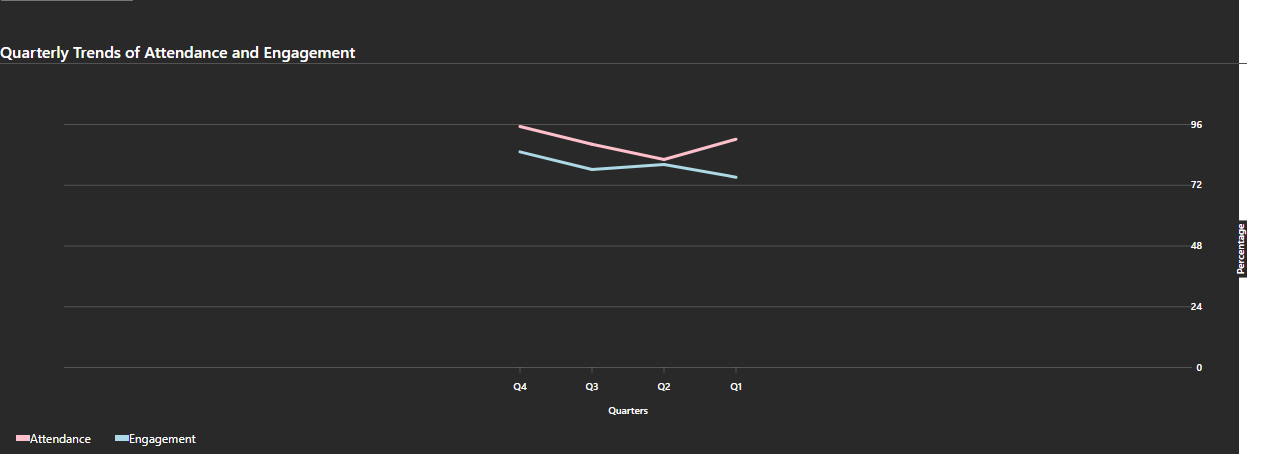 Quarterly Trends of Attendance and Engagement
96
72
48
24
0
Percentage
Q4 Q3 Q2 Q1
Quarters
Attendance Engagement